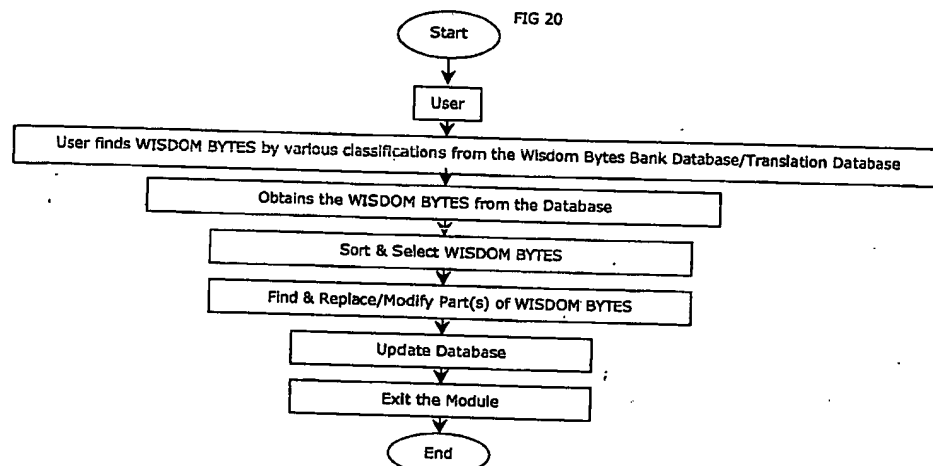 FIG 20
Start
User
User finds WISDOM BYTES by various classifications from the Wisdom Bytes Bank Database/Translation Database
Obtains the WISDOM BYTES from the Database
Sort & Select WISDOM BYTES
Find & Replace/Modify Part(s) of WISDOM BYTES
Update Database
Exit the Module
End